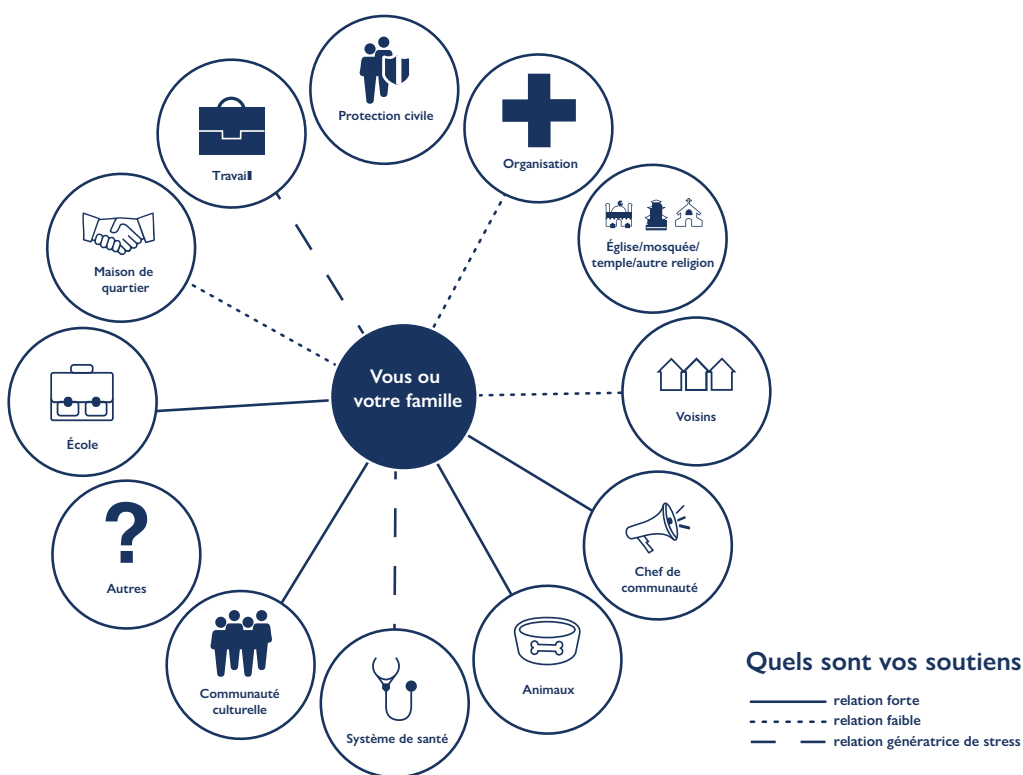 Protection civile
Organisation
Travail
Église/mosquée/
temple/autre religion
Maison de
quartier
Vous ou
votre famille
Voisins
École
Chef de
communauté
?
Autres
Animaux
Communauté
culturelle
Système de santé
Quels sont vos soutiens
relation forte
relation faible
relation génératrice de stress